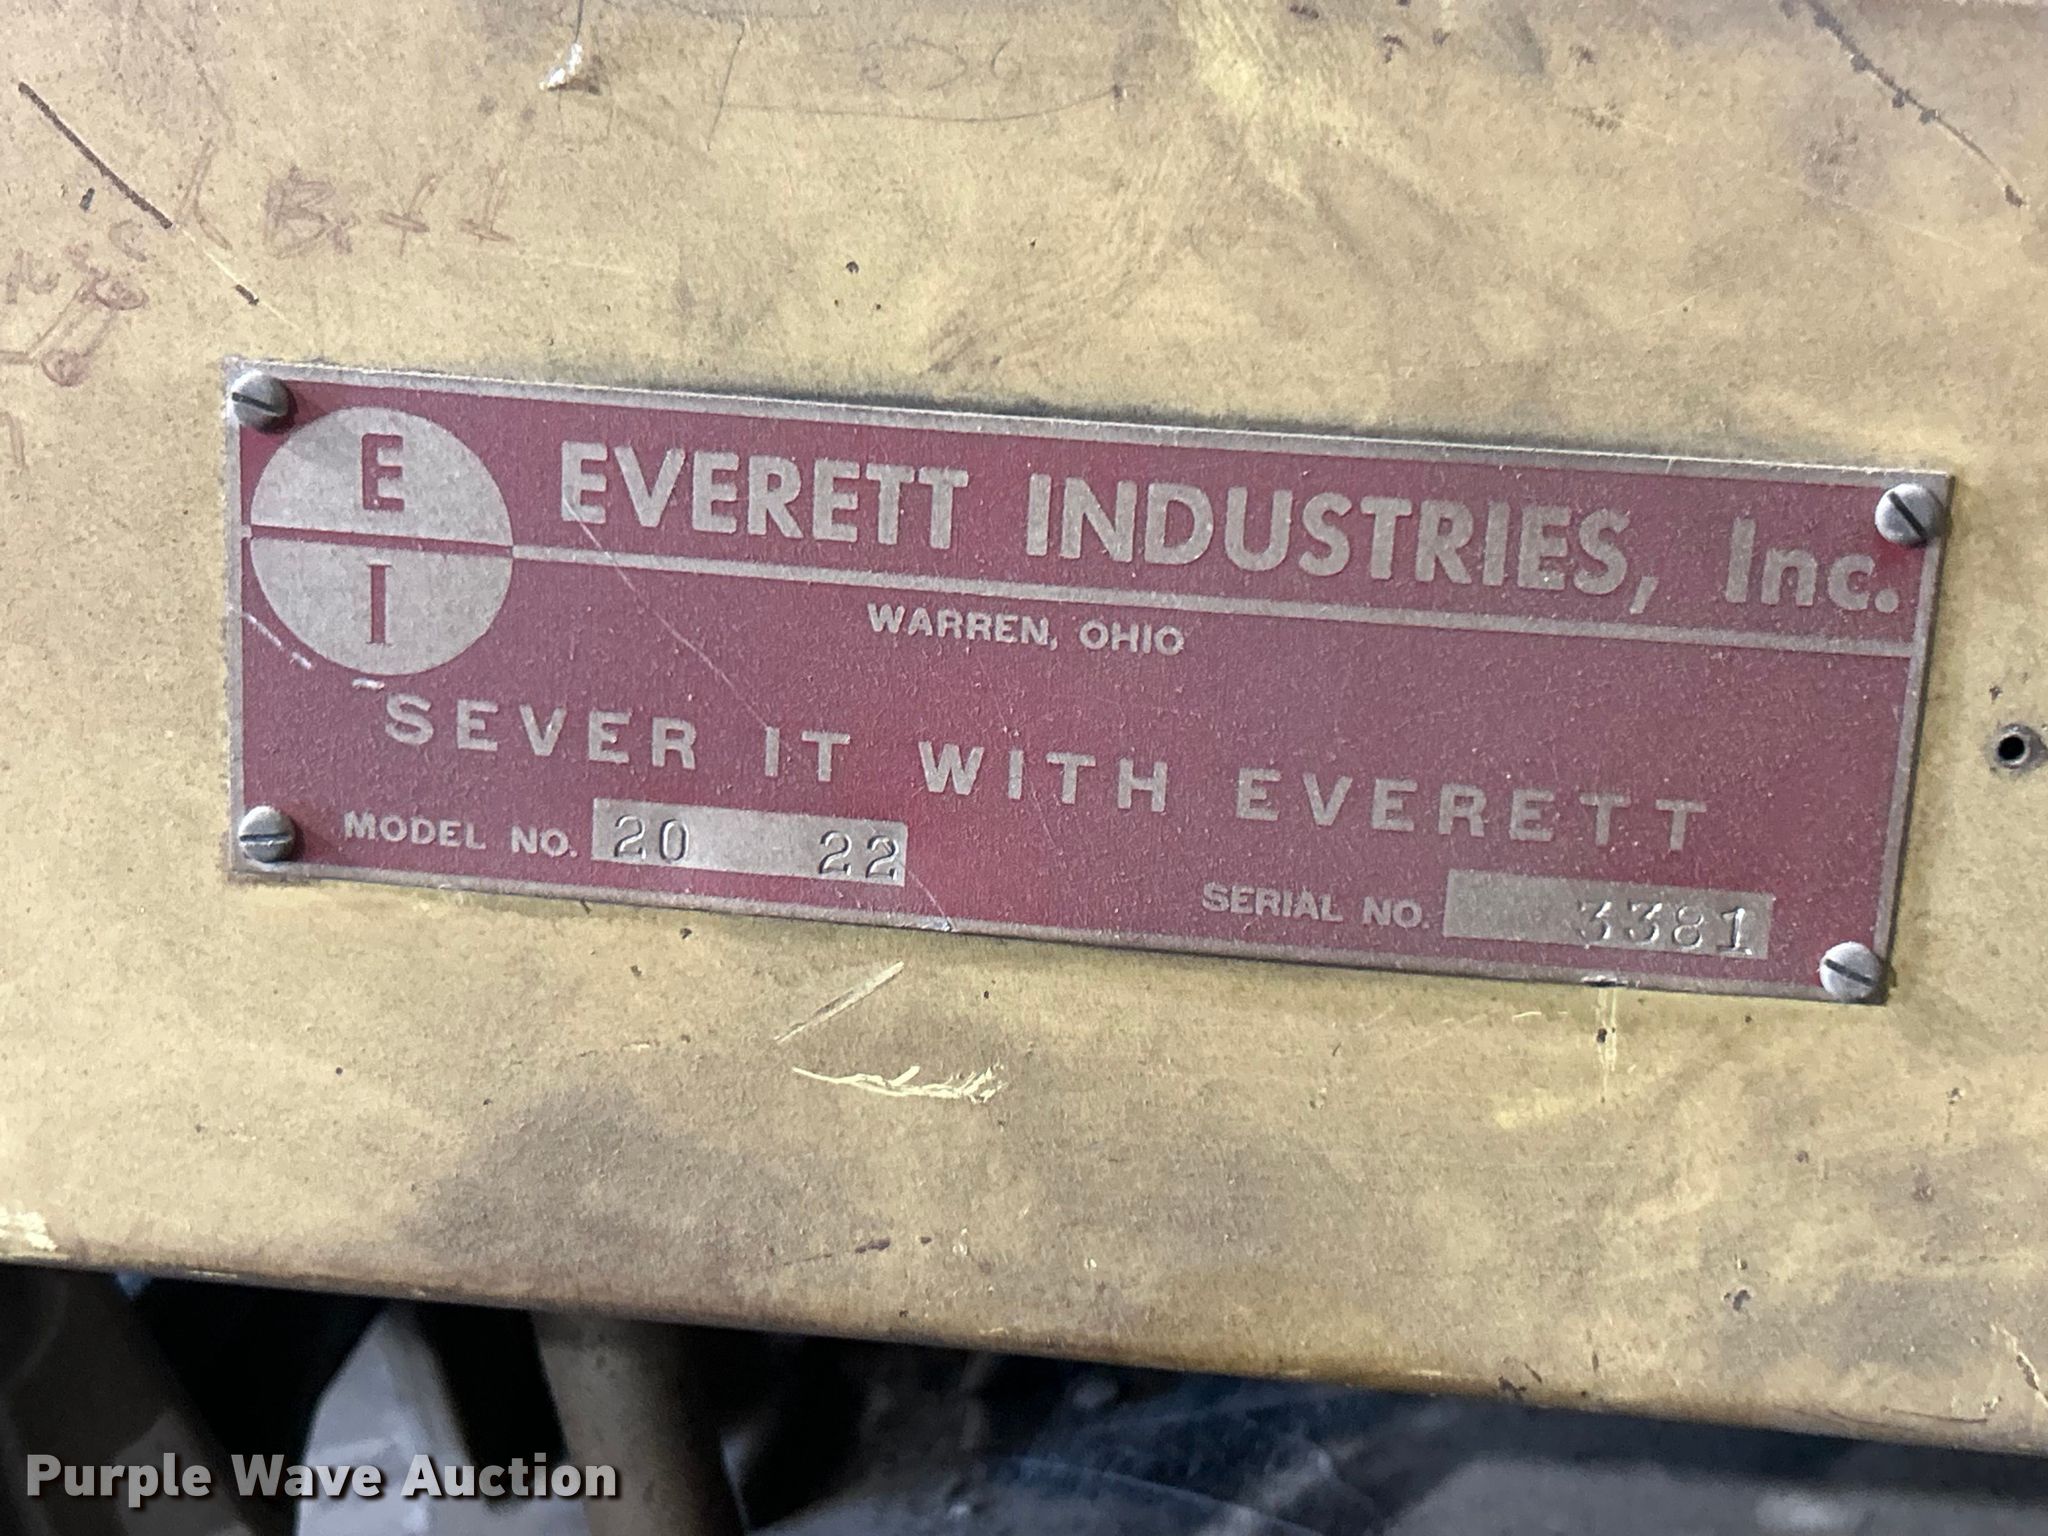 E
I
EVERETT INDUSTRIES, Inc.
WARREN, OHIO
SEVER IT WITH EVERETT
MODEL NO. 20 22
SERIAL NO. 3381
Purple Wave Auction